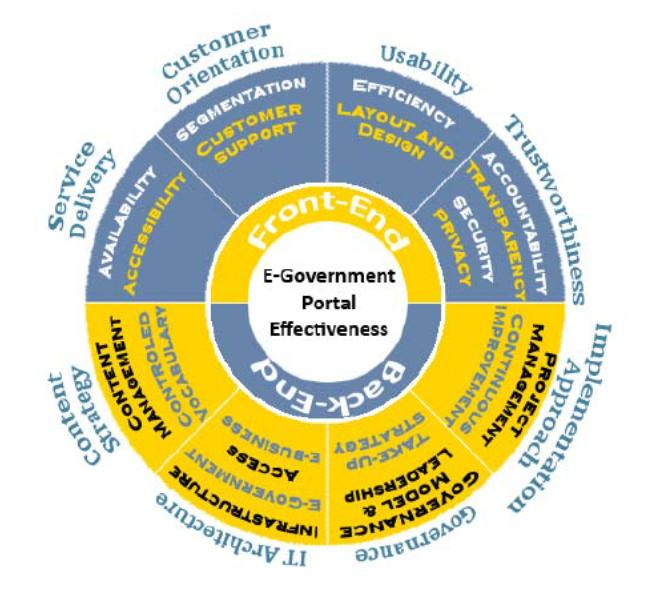 Customer
Orientation
SEGMENTATION
CUSTOMER
SUPPORT
Usability
EFFICIENCY
LAYOUT AND
DESIGN
Trustworthiness
ACCOUNTABILITY
TRANSPARENCY
SECURITY
PRIVACY
Service
Delivery
AVAILABILITY
ACCESSIBILITY
Front-End
E-Government
Portal
Effectiveness
Back-End
Content
Strategy
CONTENT
MANAGEMENT
CONTROLED
VOCABULARY
IT Architecture
E-BUSINESS
ACCESS
E-GOVERNMENT
INFRASTRUCTURE
Governance
TAKE-UP
STRATEGY
GOVERNANCE
MODEL &
LEADERSHIP
Implementation
Approach
PROJECT
MANAGEMENT
CONTINUOUS
IMPROVEMENT